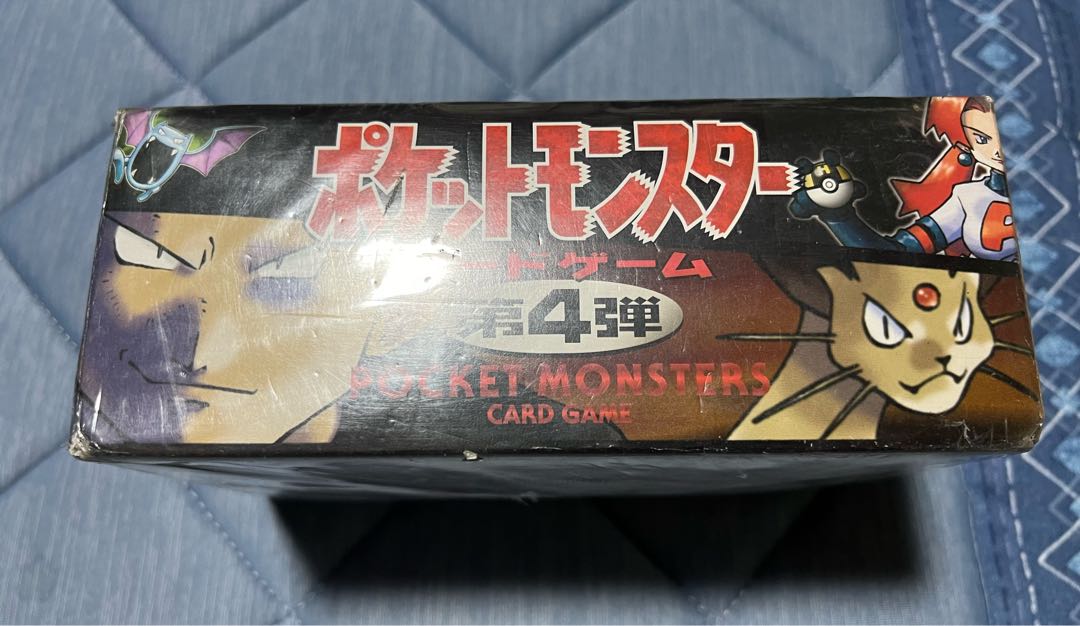 ポケットモンスター
カードゲーム
第4弾
POCKET MONSTERS
CARD GAME
R